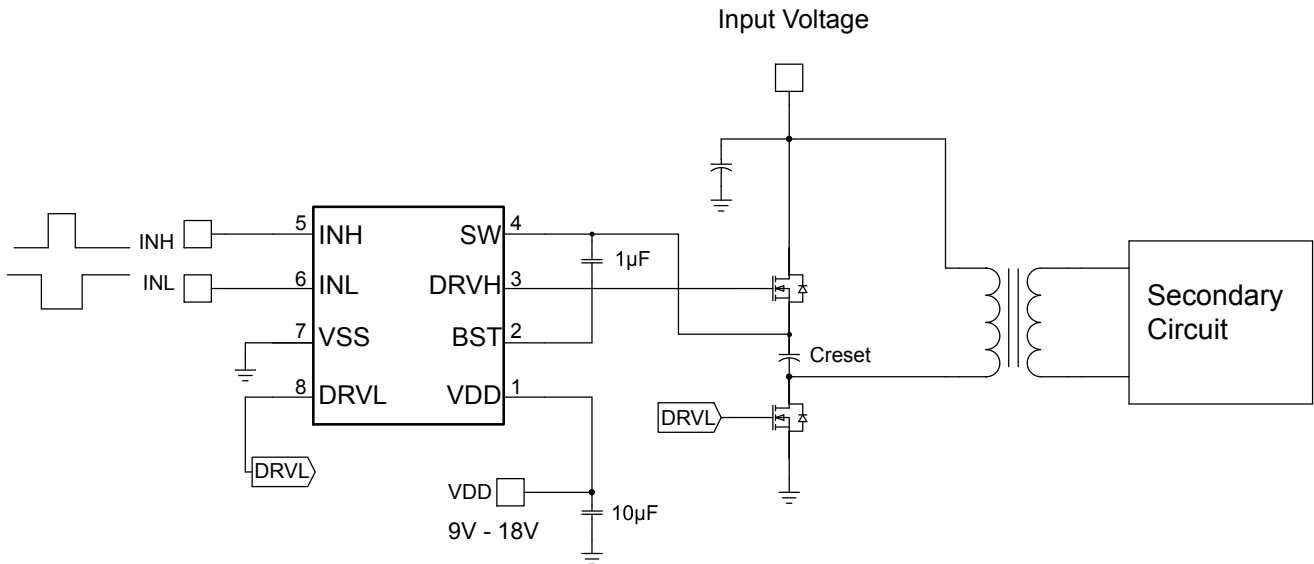 Input Voltage
INH
INL
5 INH SW 4
6 INL DRVH 3
7 VSS BST 2
8 DRVL VDD 1
1µF
Creset
DRVL
DRVL
VDD
9V - 18V
10µF
Secondary
Circuit